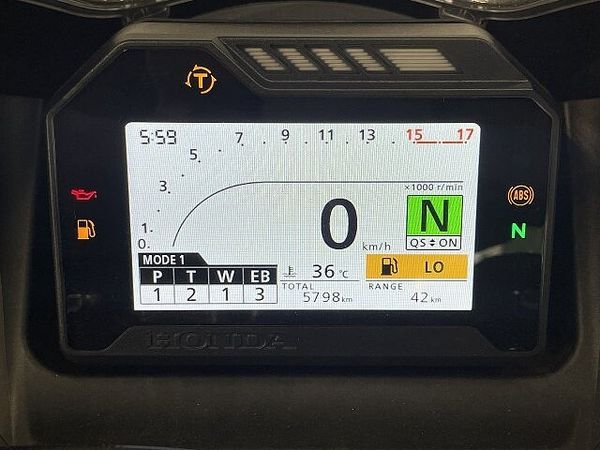 T
5:59
7 9 11 13 15 17
5
3
1
0
×1000 r/min
ABS
N
QS ON
N
0 km/h
MODE 1
P T W EB
1 2 1 3
36 °C
LO
TOTAL
5798 km
RANGE
42 km
HONDA